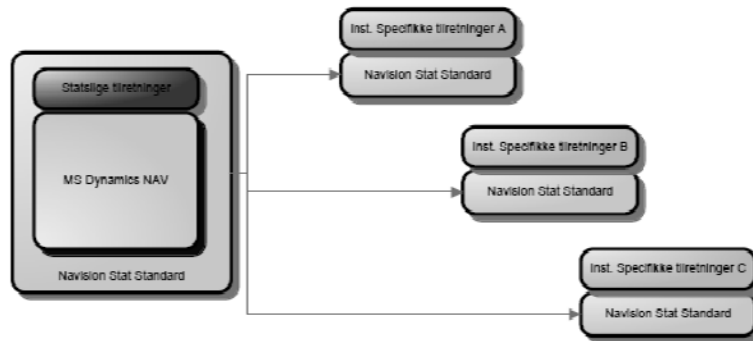 Inst. Specifikke tilretninger A
Navision Stat Standard
Statslige tilretninger
MS Dynamics NAV
Navision Stat Standard
Inst. Specifikke tilretninger B
Navision Stat Standard
Inst. Specifikke tilretninger C
Navision Stat Standard